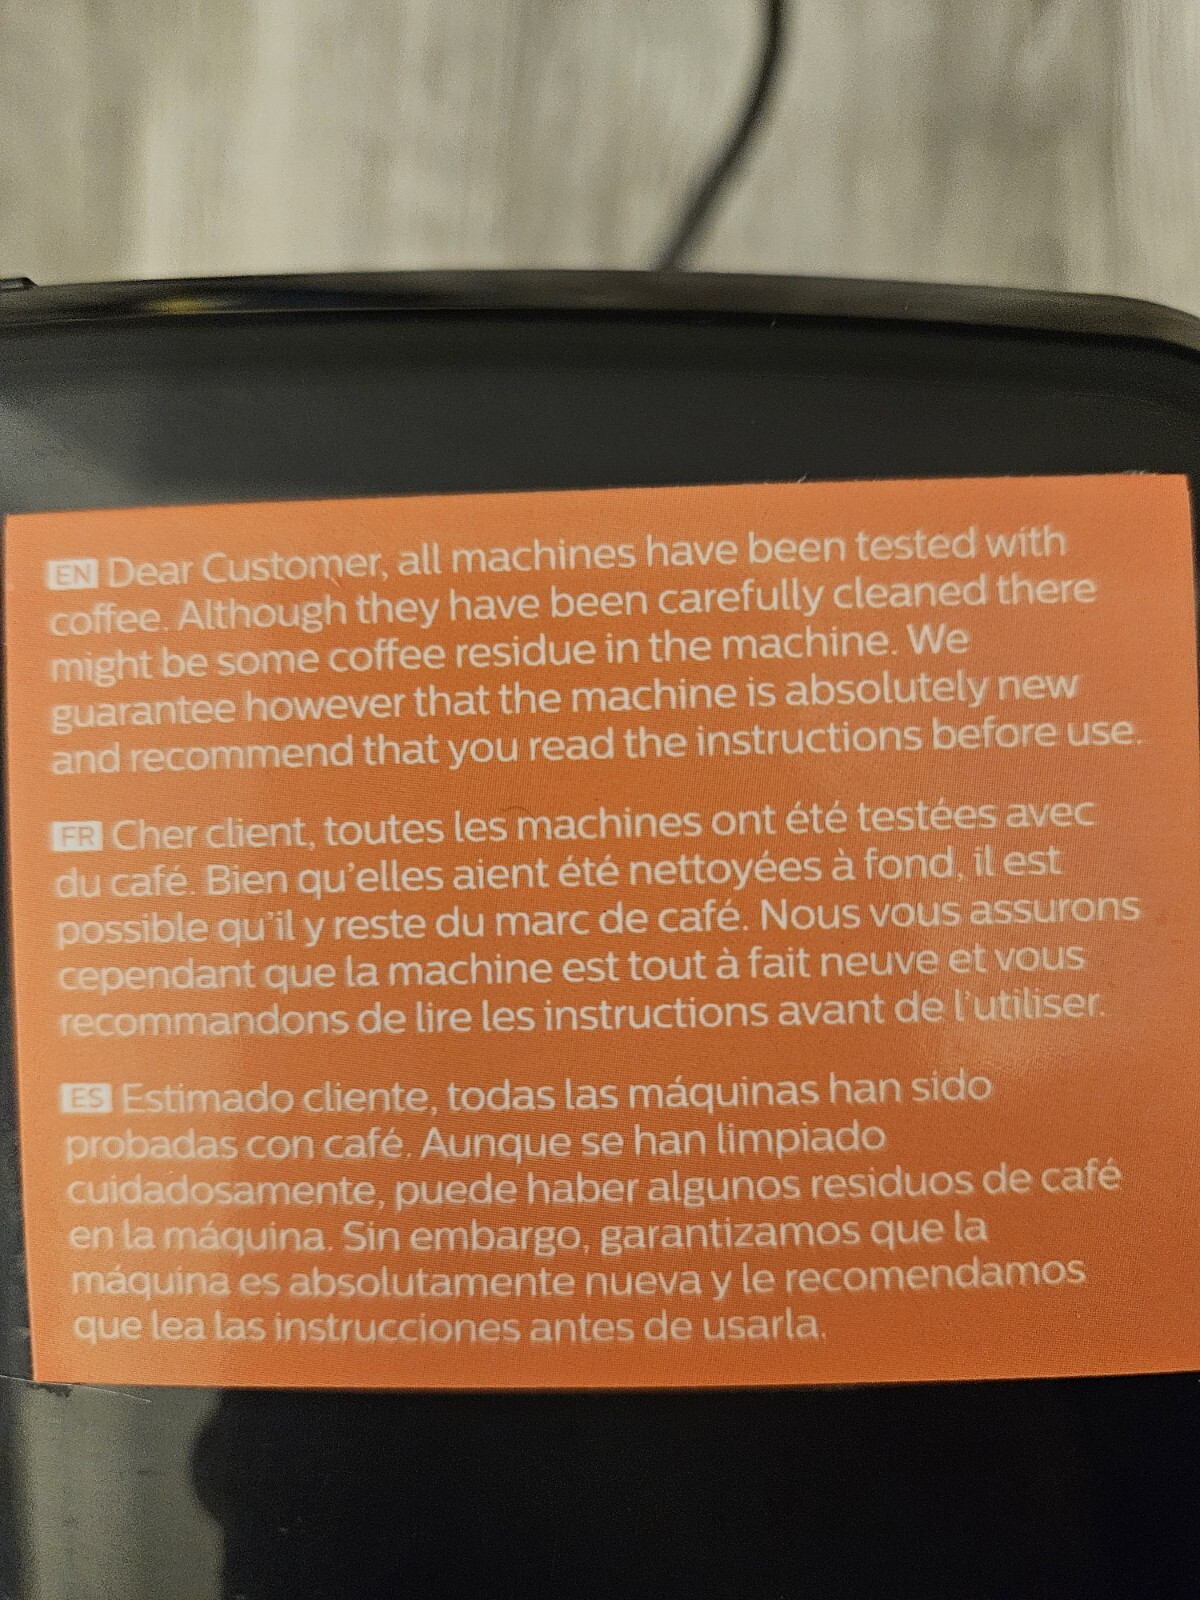 EN Dear Customer, all machines have been tested with
coffee. Although they have been carefully cleaned there
might be some coffee residue in the machine. We
guarantee however that the machine is absolutely new
and recommend that you read the instructions before use.
FR Cher client, toutes les machines ont été testées avec
du café. Bien qu'elles aient été nettoyées à fond, il est
possible qu'il y reste du marc de café. Nous vous assurons
cependant que la machine est tout à fait neuve et vous
recommandons de lire les instructions avant de l'utiliser.
ES Estimado cliente, todas las máquinas han sido
probadas con café. Aunque se han limpiado
cuidadosamente, puede haber algunos residuos de café
en la máquina. Sin embargo, garantizamos que la
máquina es absolutamente nueva y le recomendamos
que lea las instrucciones antes de usarla.